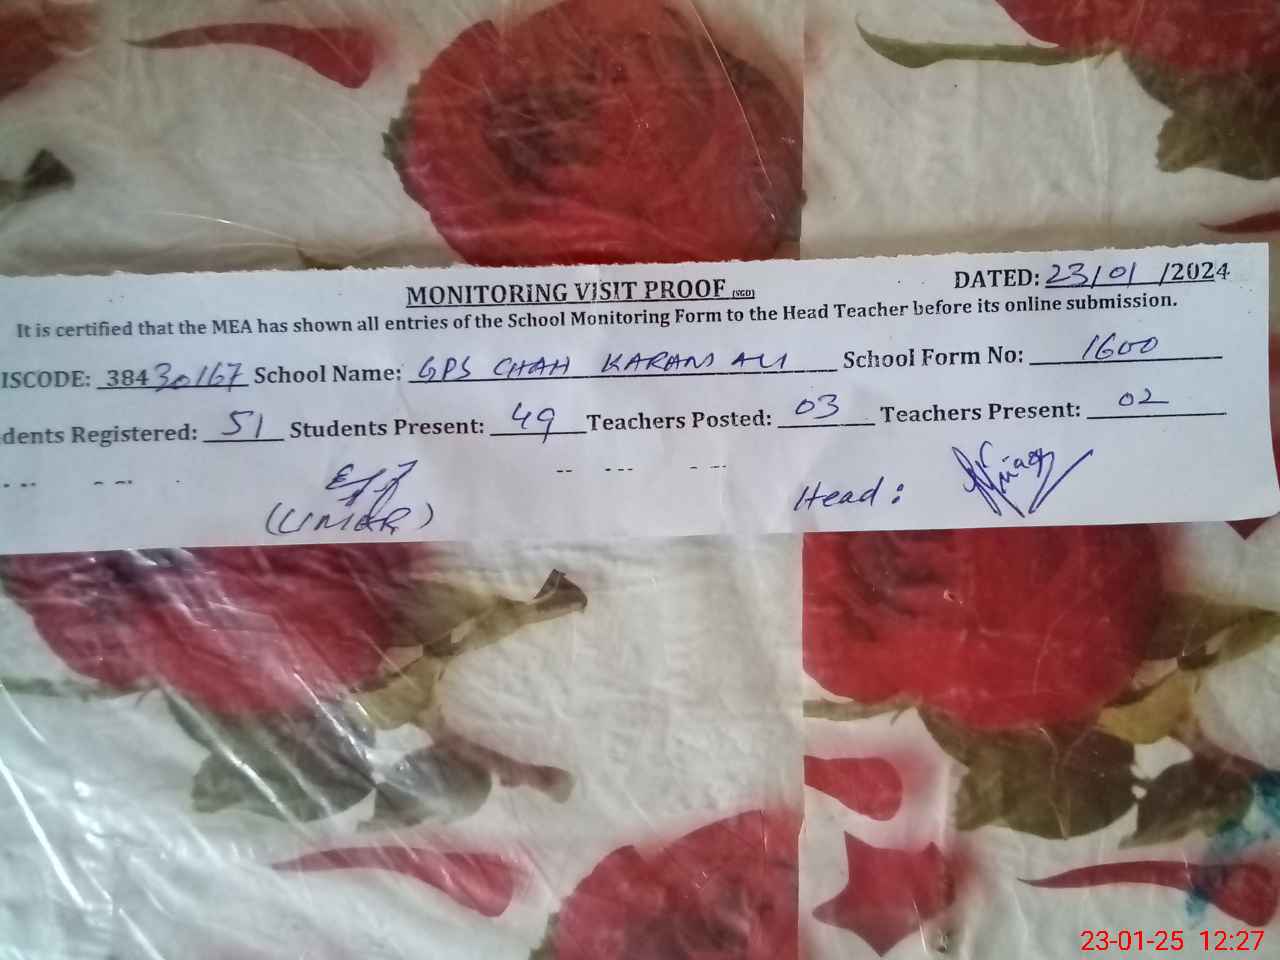 DATED: 23/01/2024
MONITORING VISIT PROOF (SGD)
It is certified that the MEA has shown all entries of the School Monitoring Form to the Head Teacher before its online submission.
ISCODE: 38430167 School Name: GPS CHAH KARAM ALI School Form No: 1600
dents Registered: 51 Students Present: 49 Teachers Posted: 03 Teachers Present: 02
(UMAR)
Head:
23-01-25 12:27